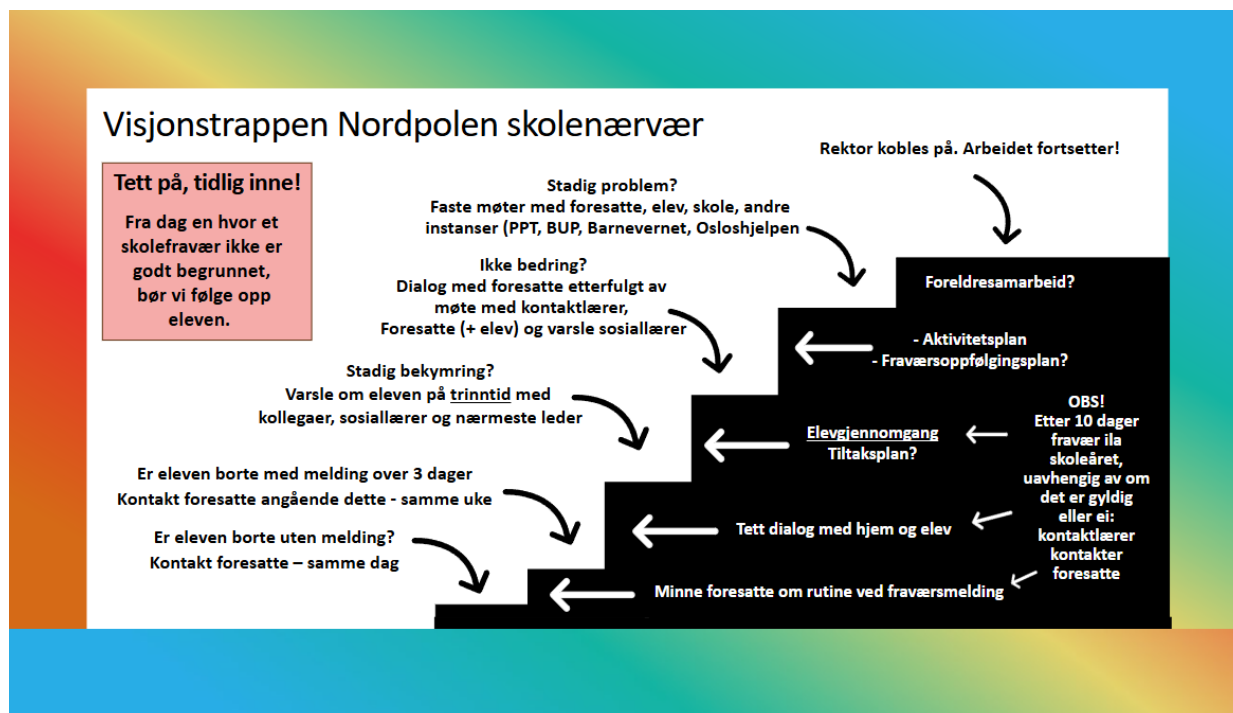 Visjonstrappen Nordpolen skolenærvær
Tett på, tidlig inne!
Fra dag en hvor et
skolefravær ikke er
godt begrunnet,
bør vi følge opp
eleven.
Rektor kobles på. Arbeidet fortsetter!
Stadig problem?
Faste møter med foresatte, elev, skole, andre
instanser (PPT, BUP, Barnevernet, Osloshjelpen
Ikke bedring?
Dialog med foresatte etterfulgt av
møte med kontaktlærer,
Foresatte (+ elev) og varsle sosiallærer
Stadig bekymring?
Varsle om eleven på trinntid med
kollegaer, sosiallærer og nærmeste leder
Er eleven borte med melding over 3 dager
Kontakt foresatte angående dette - samme uke
Er eleven borte uten melding?
Kontakt foresatte – samme dag
Foreldresamarbeid?
- Aktivitetsplan
- Fraværsoppfølgingsplan?
Elevgjennomgang
Tiltaksplan?
Tett dialog med hjem og elev
Minne foresatte om rutine ved fraværsmelding
OBS!
Etter 10 dager
fravær ila
skoleåret,
uavhengig av om
det er gyldig
eller ei:
kontaktlærer
kontakter
foresatte